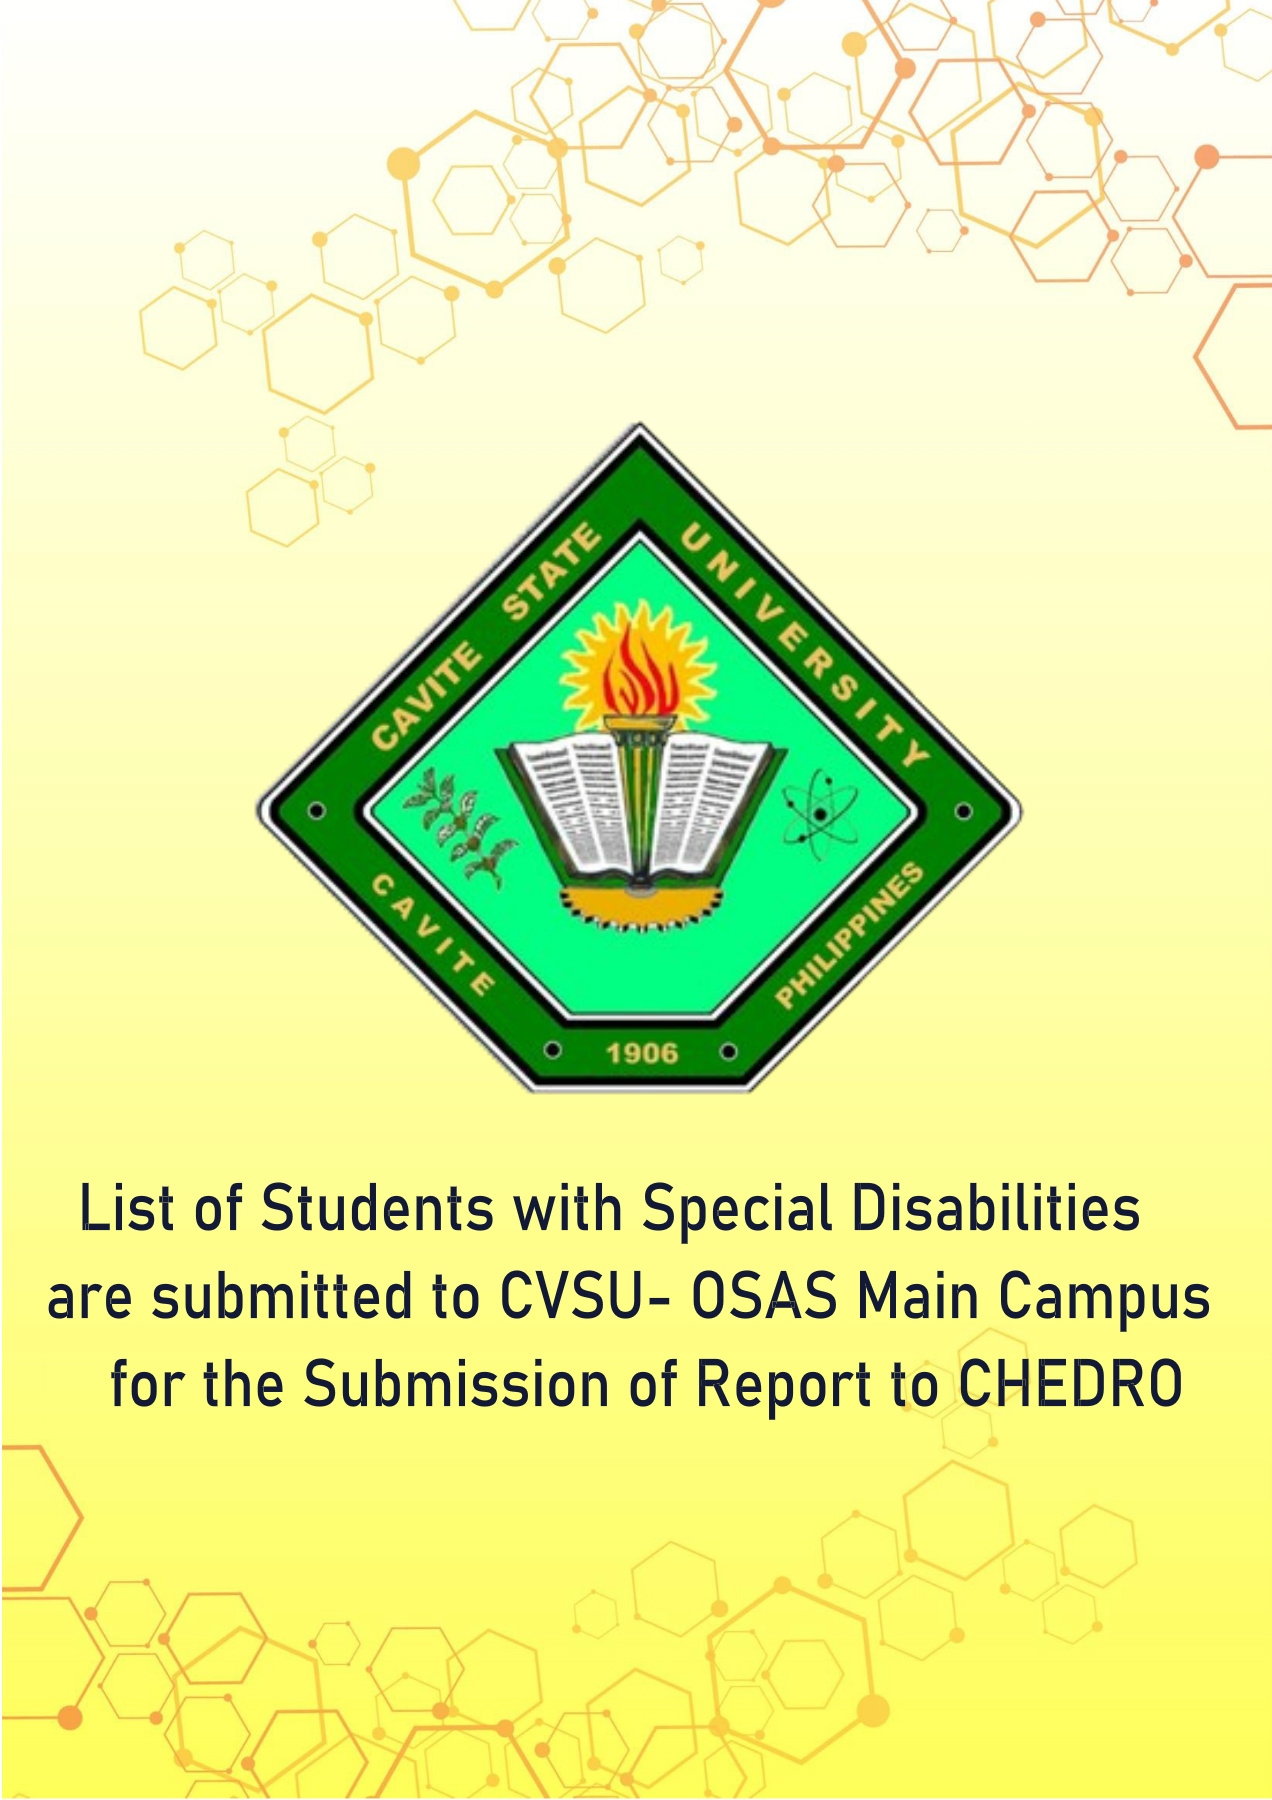 CAVITE STATE UNIVERSITY
CAVITE
1906
PHILIPPINES
List of Students with Special Disabilities
are submitted to CVSU- OSAS Main Campus
for the Submission of Report to CHEDRO